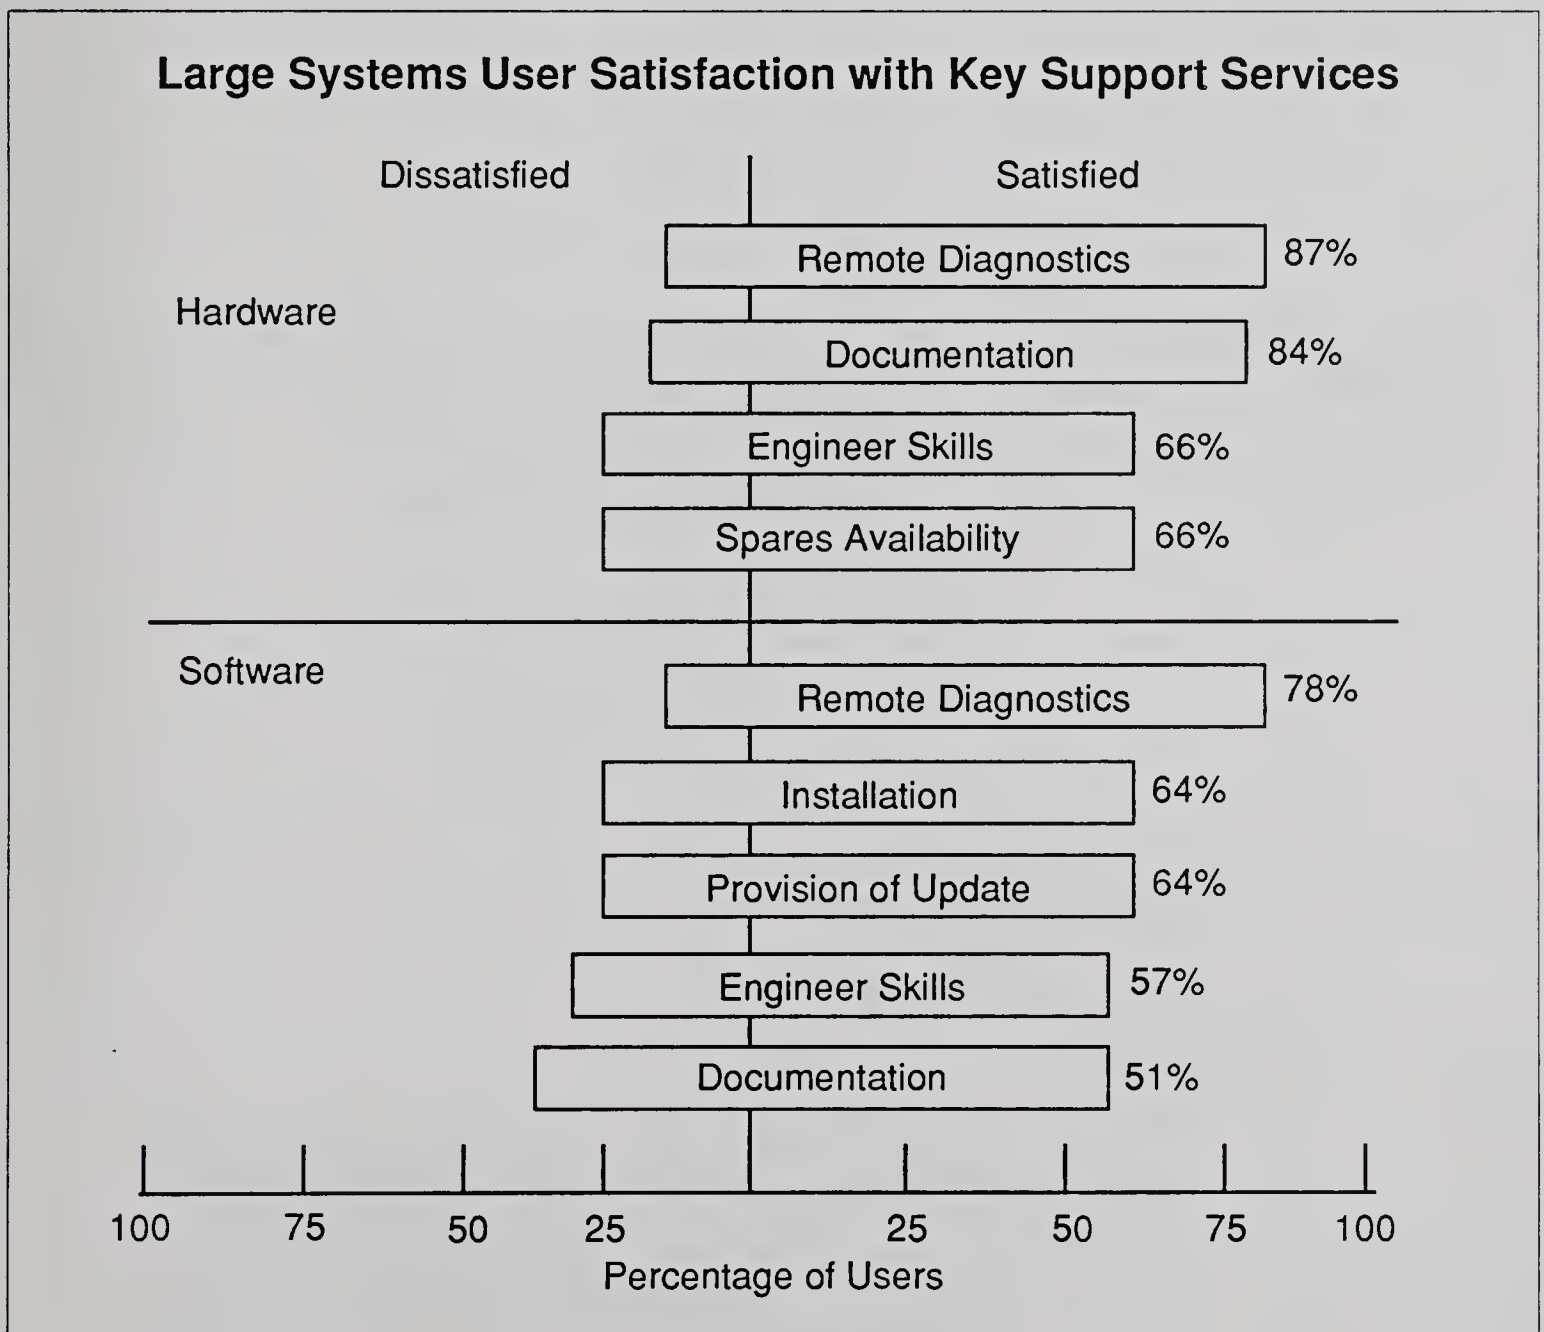 Large Systems User Satisfaction with Key Support Services
Dissatisfied Satisfied
Remote Diagnostics 87%
Hardware
Documentation 84%
Engineer Skills 66%
Spares Availability 66%
Software
Remote Diagnostics 78%
Installation 64%
Provision of Update 64%
Engineer Skills 57%
Documentation 51%
100 75 50 25 25 50 75 100
Percentage of Users